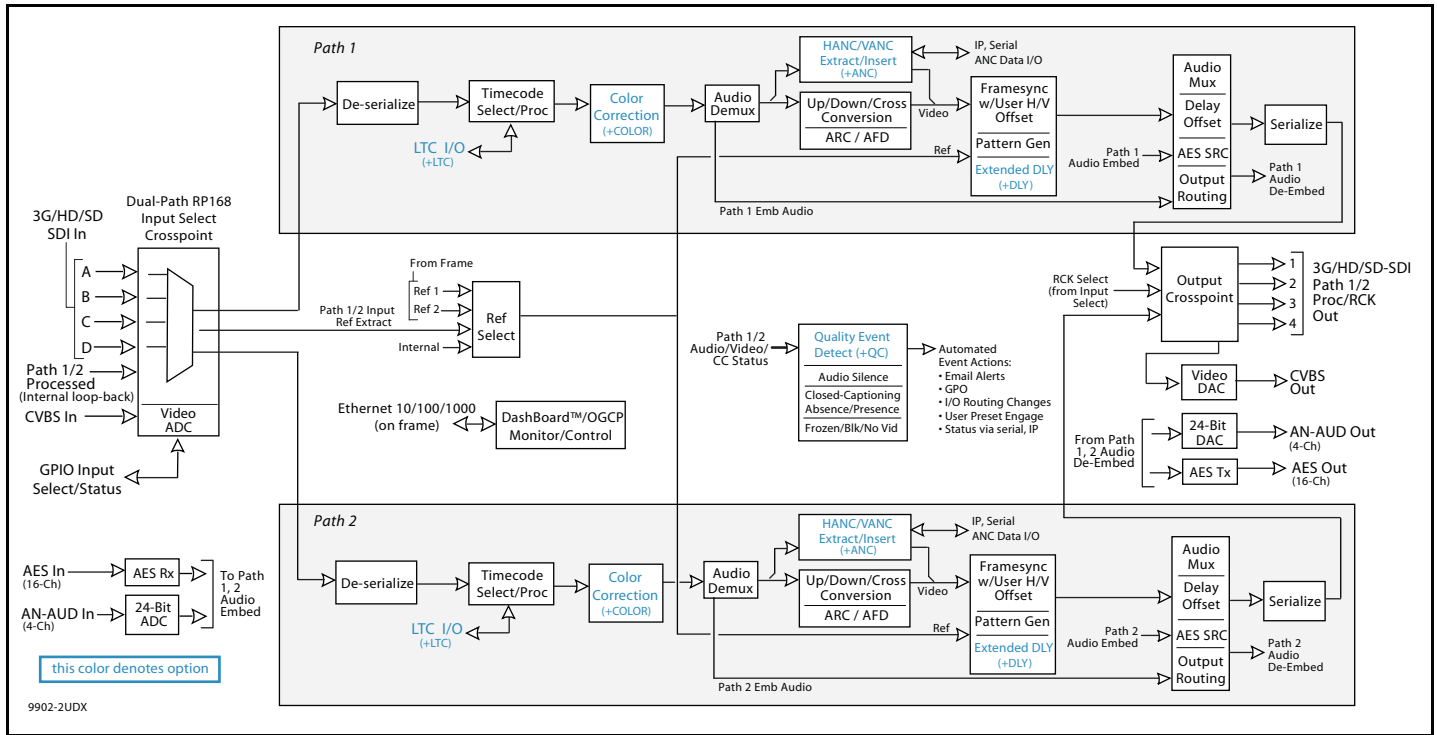 Path 1
De-serialize
Timecode
Select/Proc
LTC I/O
(+LTC)
Color
Correction
(+COLOR)
Audio
Demux
HANC/VANC
Extract/Insert
(+ANC)
IP, Serial
ANC Data I/O
Up/Down/Cross
Conversion
ARC / AFD
Video
Ref
Framesync
w/User H/V
Offset
Pattern Gen
Extended DLY
(+DLY)
Path 1
Audio Embed
Audio
Mux
Delay
Offset
AES SRC
Output
Routing
Serialize
Path 1
Audio
De-Embed
Path 1 Emb Audio
Dual-Path RP168
Input Select
Crosspoint
3G/HD/SD
SDI In
A
B
C
D
Path 1/2
Processed
(Internal loop-back)
CVBS In
Video
ADC
GPIO Input
Select/Status
From Frame
Ref 1
Ref 2
Path 1/2 Input
Ref Extract
Internal
Ref
Select
Ethernet 10/100/1000
(on frame)
DashBoard™/OGCP
Monitor/Control
Path 1/2
Audio/Video/
CC Status
Quality Event
Detect (+QC)
Audio Silence
Closed-Captioning
Absence/Presence
Frozen/Blk/No Vid
Automated
Event Actions:
• Email Alerts
• GPO
• I/O Routing Changes
• User Preset Engage
• Status via serial, IP
RCK Select
(from Input
Select)
Output
Crosspoint
1
2
3
4
3G/HD/SD-SDI
Path 1/2
Proc/RCK
Out
Video
DAC
CVBS
Out
From Path
1, 2 Audio
De-Embed
24-Bit
DAC
AN-AUD Out
(4-Ch)
AES Tx
AES Out
(16-Ch)
AES In
(16-Ch)
AES Rx
AN-AUD In
(4-Ch)
24-Bit
ADC
To Path
1, 2
Audio
Embed
Path 2
De-serialize
Timecode
Select/Proc
LTC I/O
(+LTC)
Color
Correction
(+COLOR)
Audio
Demux
HANC/VANC
Extract/Insert
(+ANC)
IP, Serial
ANC Data I/O
Up/Down/Cross
Conversion
ARC / AFD
Video
Ref
Framesync
w/User H/V
Offset
Pattern Gen
Extended DLY
(+DLY)
Path 2
Audio Embed
Audio
Mux
Delay
Offset
AES SRC
Output
Routing
Serialize
Path 2
Audio
De-Embed
Path 2 Emb Audio
this color denotes option
9902-2UDX